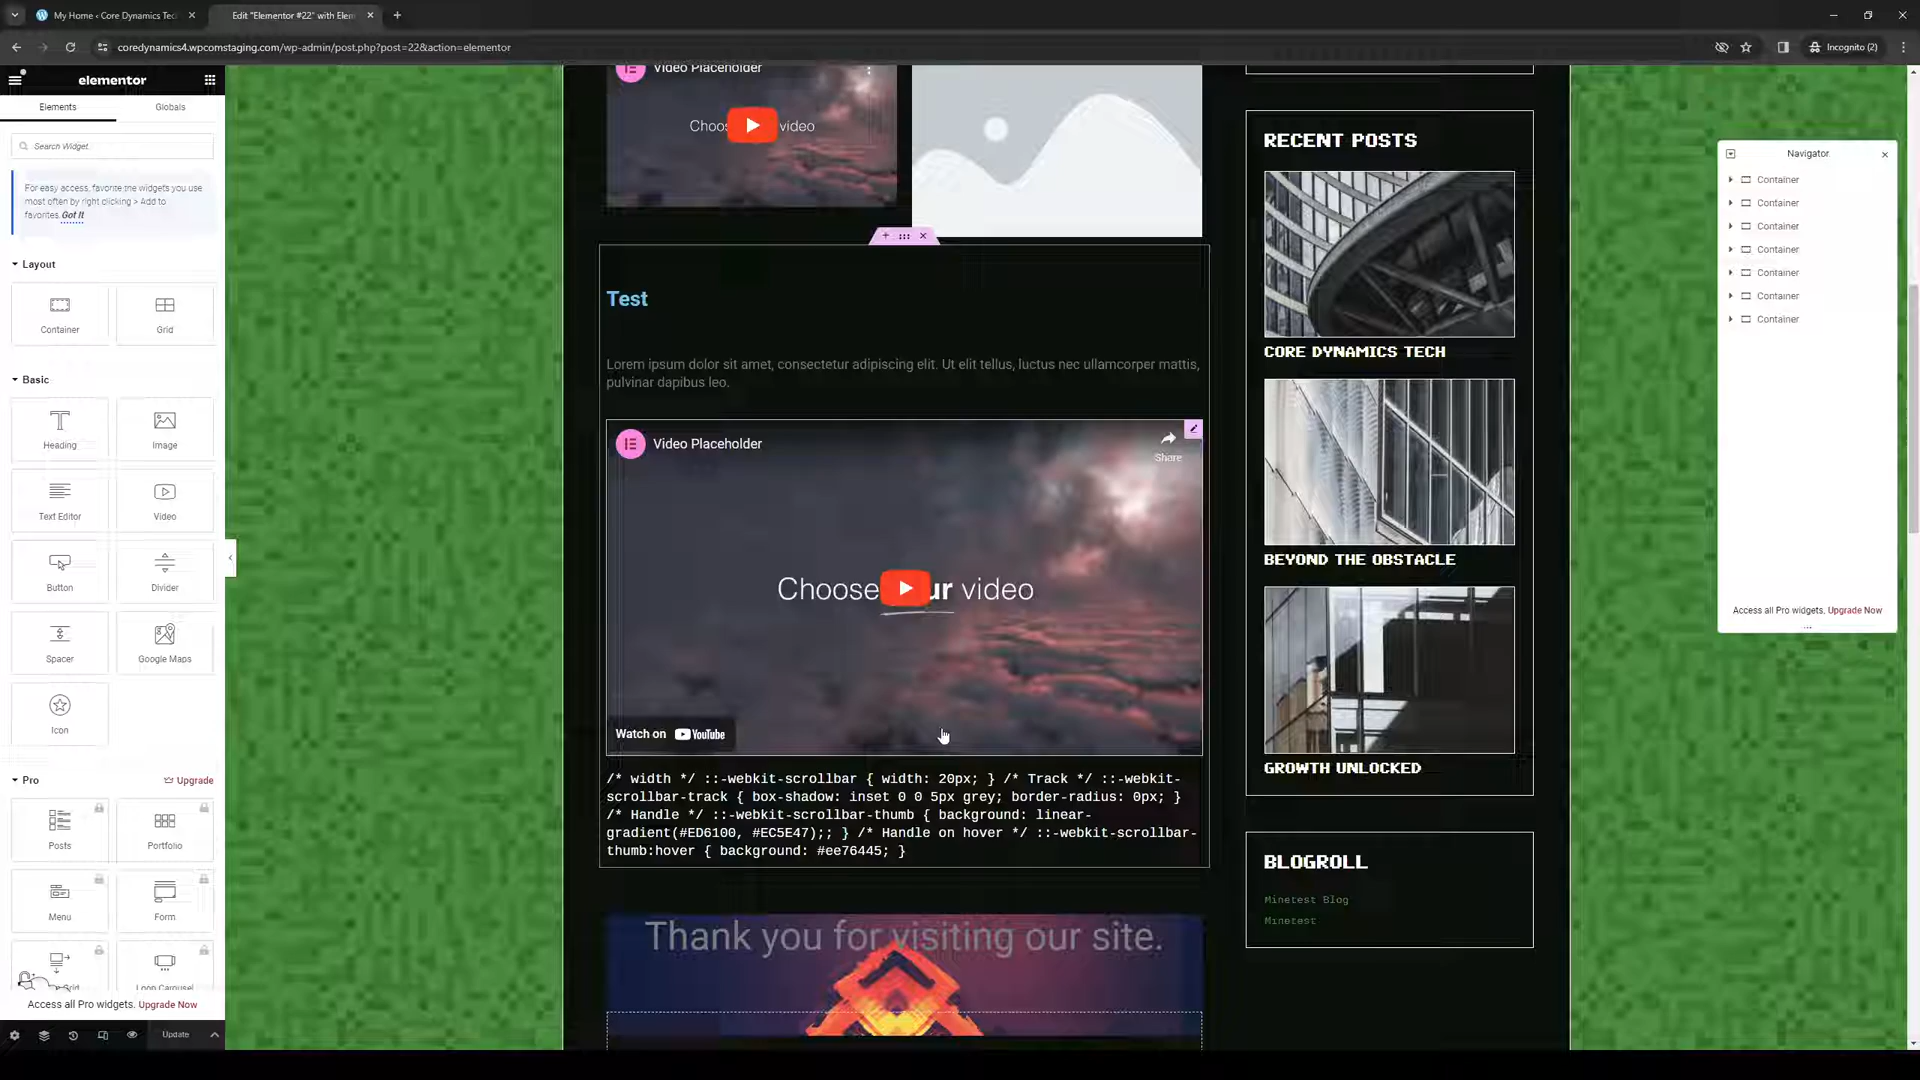 My Home ‹ Core Dynamics Tec
Edit "Elementor #22" with Elem
coredynamics4.wpcomstaging.com/wp-admin/post.php?post=22&action=elementor
Incognito (2)
elementor
Elements
Globals
Search Widget
For easy access, favorite the widgets you use
most often by right clicking > Add to
favorites. Got It
Layout
Container
Grid
Basic
Heading
Image
Text Editor
Video
Button
Divider
Spacer
Google Maps
Icon
Pro
Upgrade
Posts
Portfolio
Menu
Form
Grid
Loop Carousel
Access all Pro widgets. Upgrade Now
Update
Video Placeholder
video
Test
Lorem ipsum dolor sit amet, consectetur adipiscing elit. Ut elit tellus, luctus nec ullamcorper mattis,
pulvinar dapibus leo.
Video Placeholder
Share
Choose ur video
Watch on YouTube
/* width */ ::-webkit-scrollbar { width: 20px; } /* Track */ ::-webkit-
scrollbar-track { box-shadow: inset 0 0 5px grey; border-radius: 0px; }
/* Handle */ ::-webkit-scrollbar-thumb { background: linear-
gradient(#ED6100, #EC5E47);; } /* Handle on hover */ ::-webkit-scrollbar-
thumb:hover { background: #ee76445; }
Thank you for visiting our site.
RECENT POSTS
CORE DYNAMICS TECH
BEYOND THE OBSTACLE
GROWTH UNLOCKED
BLOGROLL
Minetest Blog
Minetest
Navigator
Container
Container
Container
Container
Container
Container
Container
Access all Pro widgets. Upgrade Now